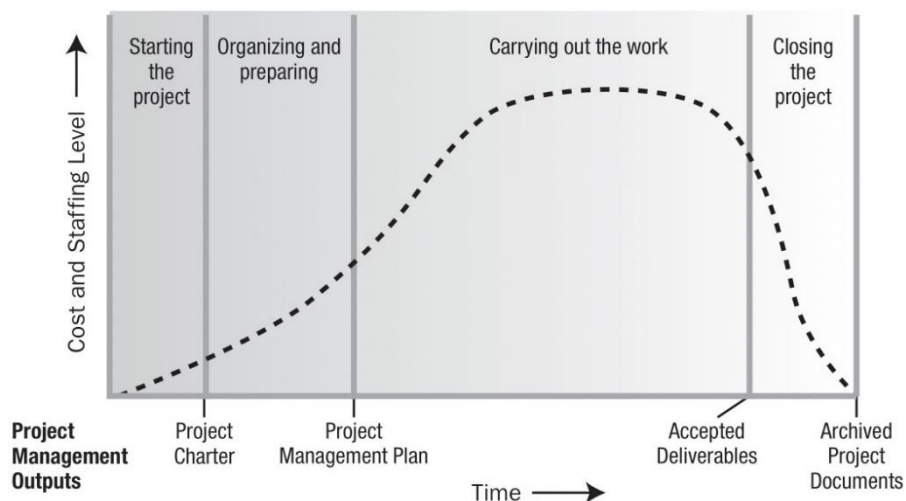 Starting
the
project
Organizing and
preparing
Carrying out the work
Closing
the
project
Cost and Staffing Level
Project
Management
Outputs
Project
Charter
Project
Management Plan
Accepted
Deliverables
Archived
Project
Documents
Time